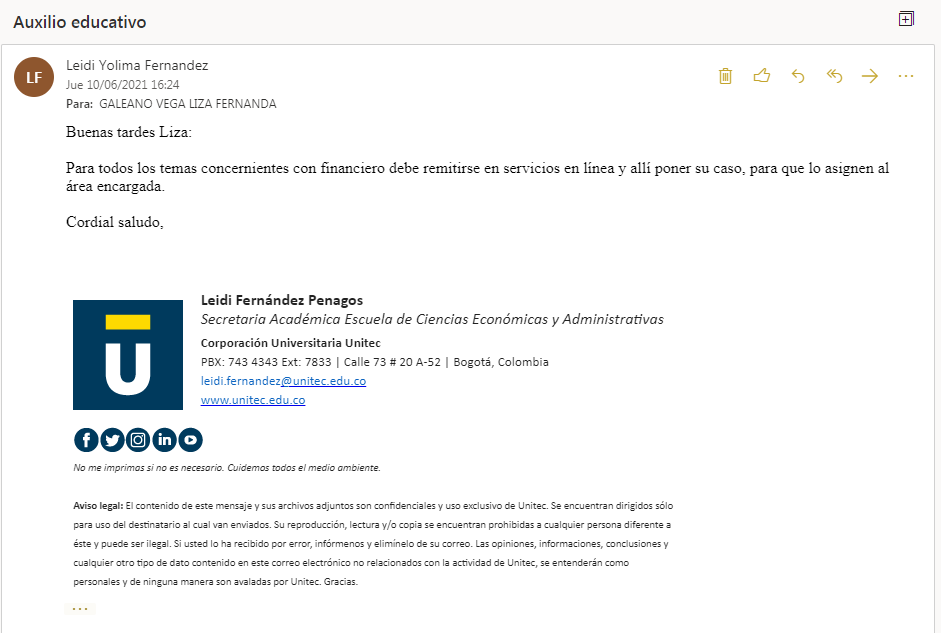 Auxilio educativo
LF
Leidi Yolima Fernandez
Jue 10/06/2021 16:24
Para: GALEANO VEGA LIZA FERNANDA
Buenas tardes Liza:
Para todos los temas concernientes con financiero debe remitirse en servicios en línea y allí poner su caso, para que lo asignen al
área encargada.
Cordial saludo,
U
Leidi Fernández Penagos
Secretaria Académica Escuela de Ciencias Económicas y Administrativas
Corporación Universitaria Unitec
PBX: 743 4343 Ext: 7833 | Calle 73 # 20 A-52 | Bogotá, Colombia
leidi.fernandez@unitec.edu.co
www.unitec.edu.co
No me imprimas si no es necesario. Cuidemos todos el medio ambiente.
Aviso legal: El contenido de este mensaje y sus archivos adjuntos son confidenciales y uso exclusivo de Unitec. Se encuentran dirigidos sólo
para uso del destinatario al cual van enviados. Su reproducción, lectura y/o copia se encuentran prohibidas a cualquier persona diferente a
éste y puede ser ilegal. Si usted lo ha recibido por error, infórmenos y elimínelo de su correo. Las opiniones, informaciones, conclusiones y
cualquier otro tipo de dato contenido en este correo electrónico no relacionados con la actividad de Unitec, se entenderán como
personales y de ninguna manera son avaladas por Unitec. Gracias.